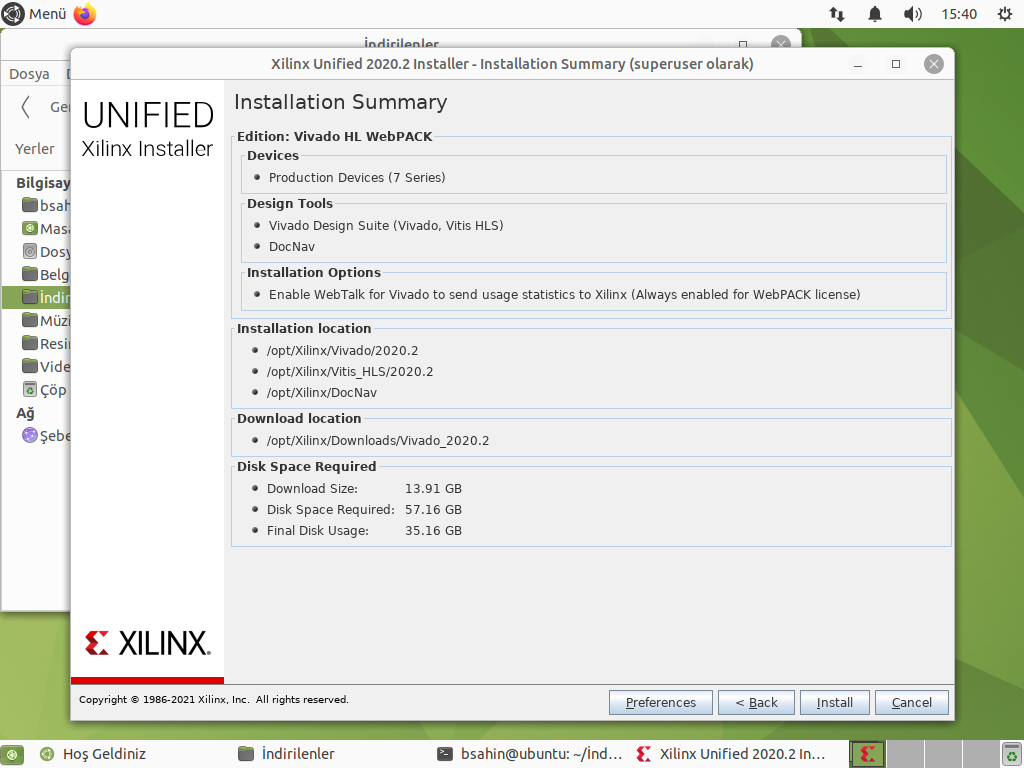 Menü
15:40
İndirilenler
Dosya
Xilinx Unified 2020.2 Installer - Installation Summary (superuser olarak)
Yerler
Bilgisay
bsah
Mas
Dosy
Belg
İndir
Müzi
Resi
Vide
Çöp
Ağ
Şebe
UNIFIED
Xilinx Installer
XILINX.
Installation Summary
Edition: Vivado HL WebPACK
Devices
Production Devices (7 Series)
Design Tools
Vivado Design Suite (Vivado, Vitis HLS)
DocNav
Installation Options
Enable WebTalk for Vivado to send usage statistics to Xilinx (Always enabled for WebPACK license)
Installation location
/opt/Xilinx/Vivado/2020.2
/opt/Xilinx/Vitis_HLS/2020.2
/opt/Xilinx/DocNav
Download location
/opt/Xilinx/Downloads/Vivado_2020.2
Disk Space Required
Download Size: 13.91 GB
Disk Space Required: 57.16 GB
Final Disk Usage: 35.16 GB
Copyright © 1986-2021 Xilinx, Inc. All rights reserved.
Preferences
< Back
Install
Cancel
Hoş Geldiniz
İndirilenler
bsahin@ubuntu: ~/İnd...
Xilinx Unified 2020.2 In...